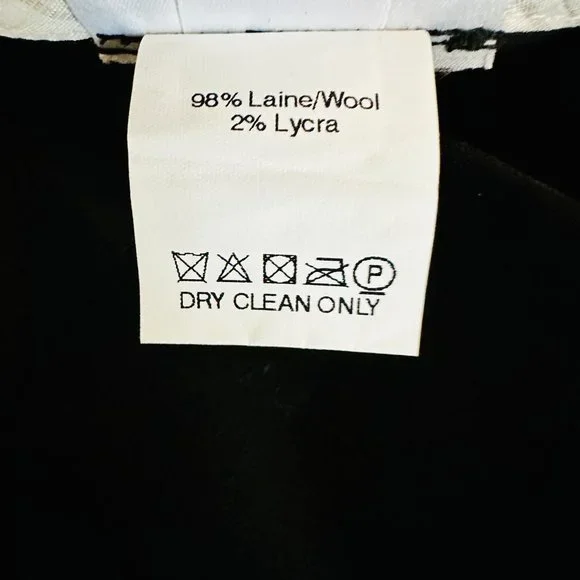 98% Laine/Wool
2% Lycra
P
DRY CLEAN ONLY